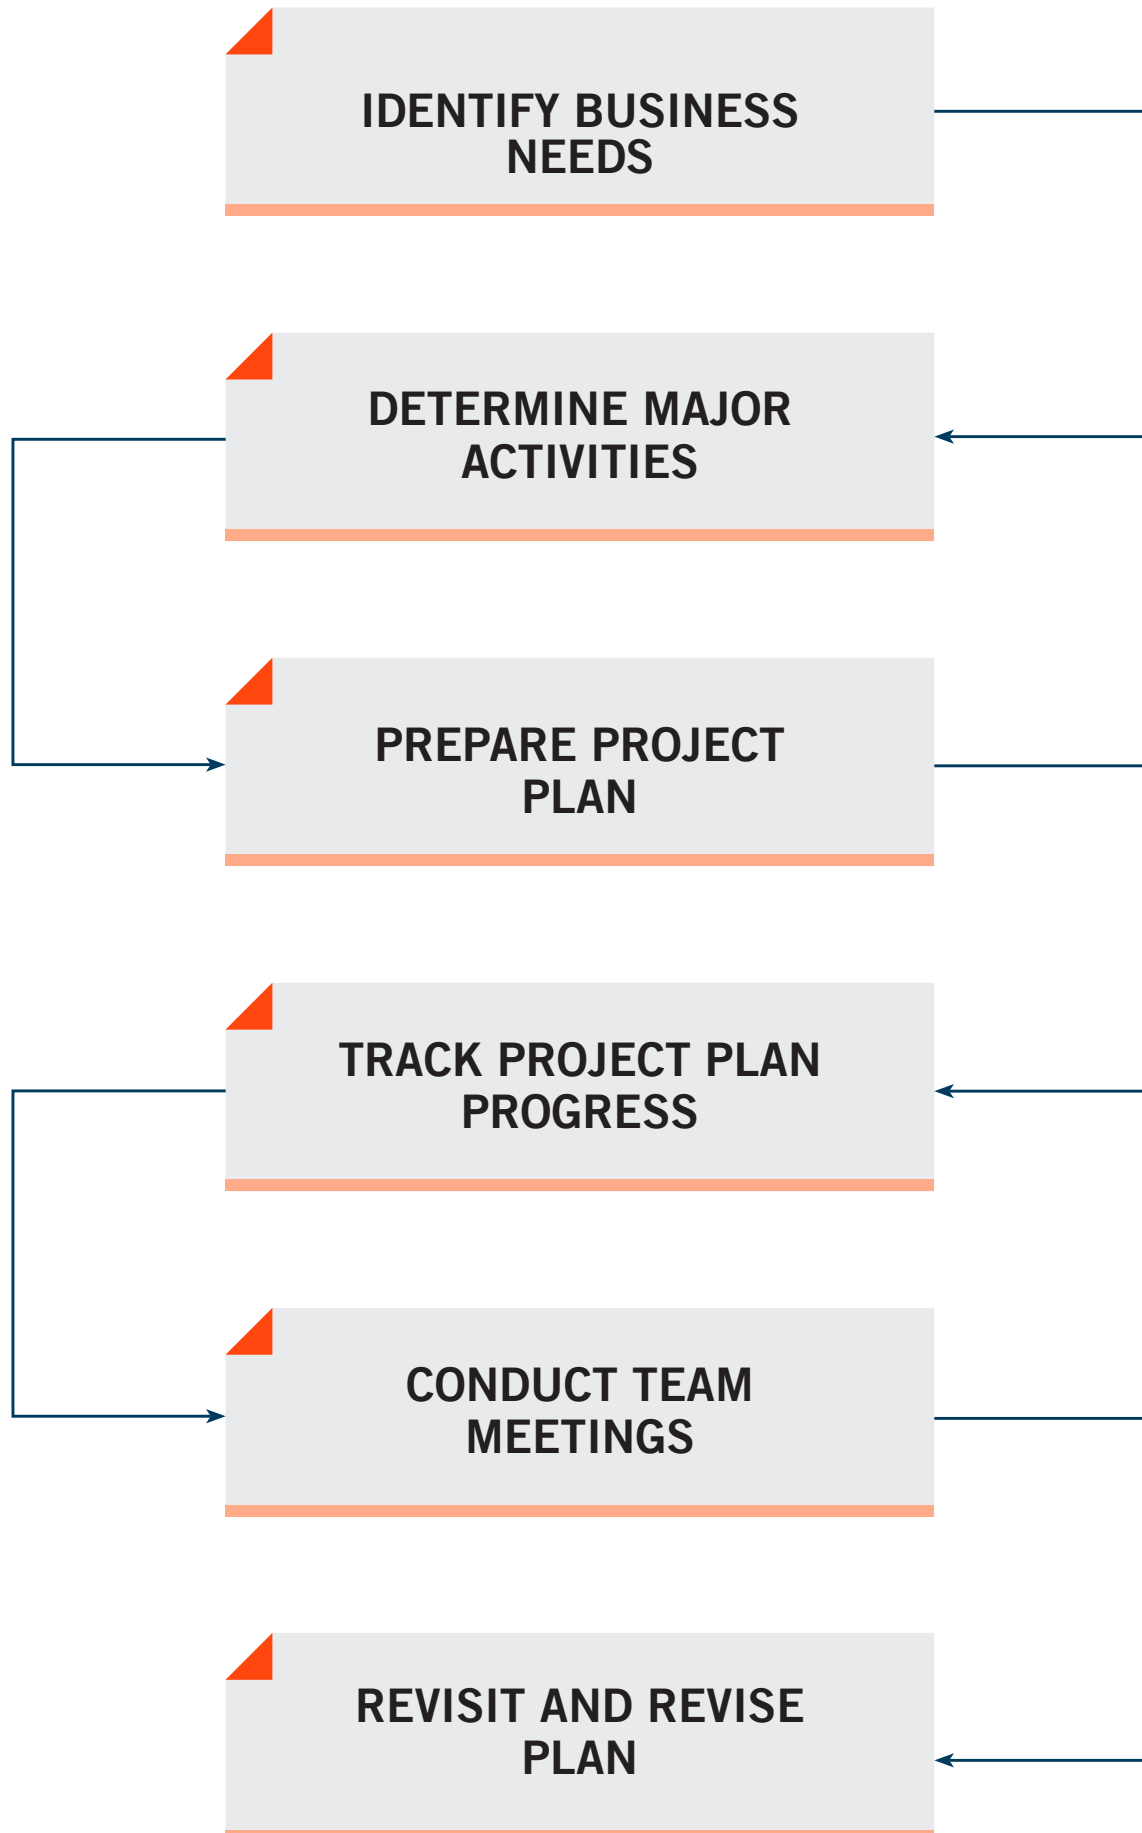 IDENTIFY BUSINESS
NEEDS
DETERMINE MAJOR
ACTIVITIES
PREPARE PROJECT
PLAN
TRACK PROJECT PLAN
PROGRESS
CONDUCT TEAM
MEETINGS
REVISIT AND REVISE
PLAN